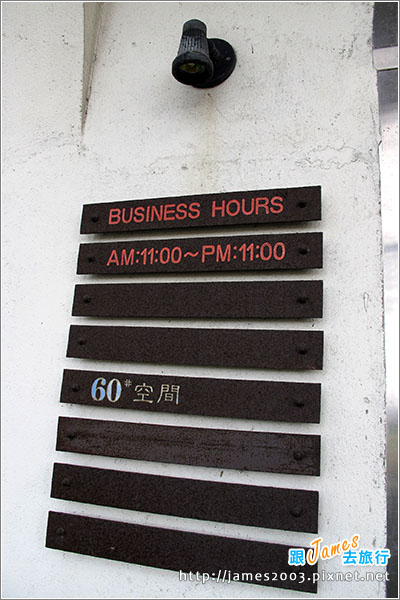 BUSINESS HOURS
AM:11:00～PM:11:00
60# 空間
跟James去旅行
http://james2003.pixnet.net